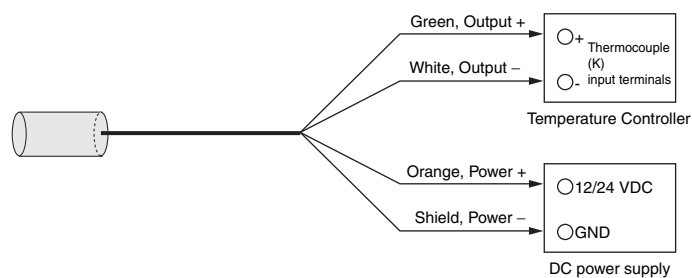 Green, Output +
White, Output –
+ Thermocouple
(K)
- input terminals
Temperature Controller
Orange, Power +
Shield, Power –
12/24 VDC
GND
DC power supply